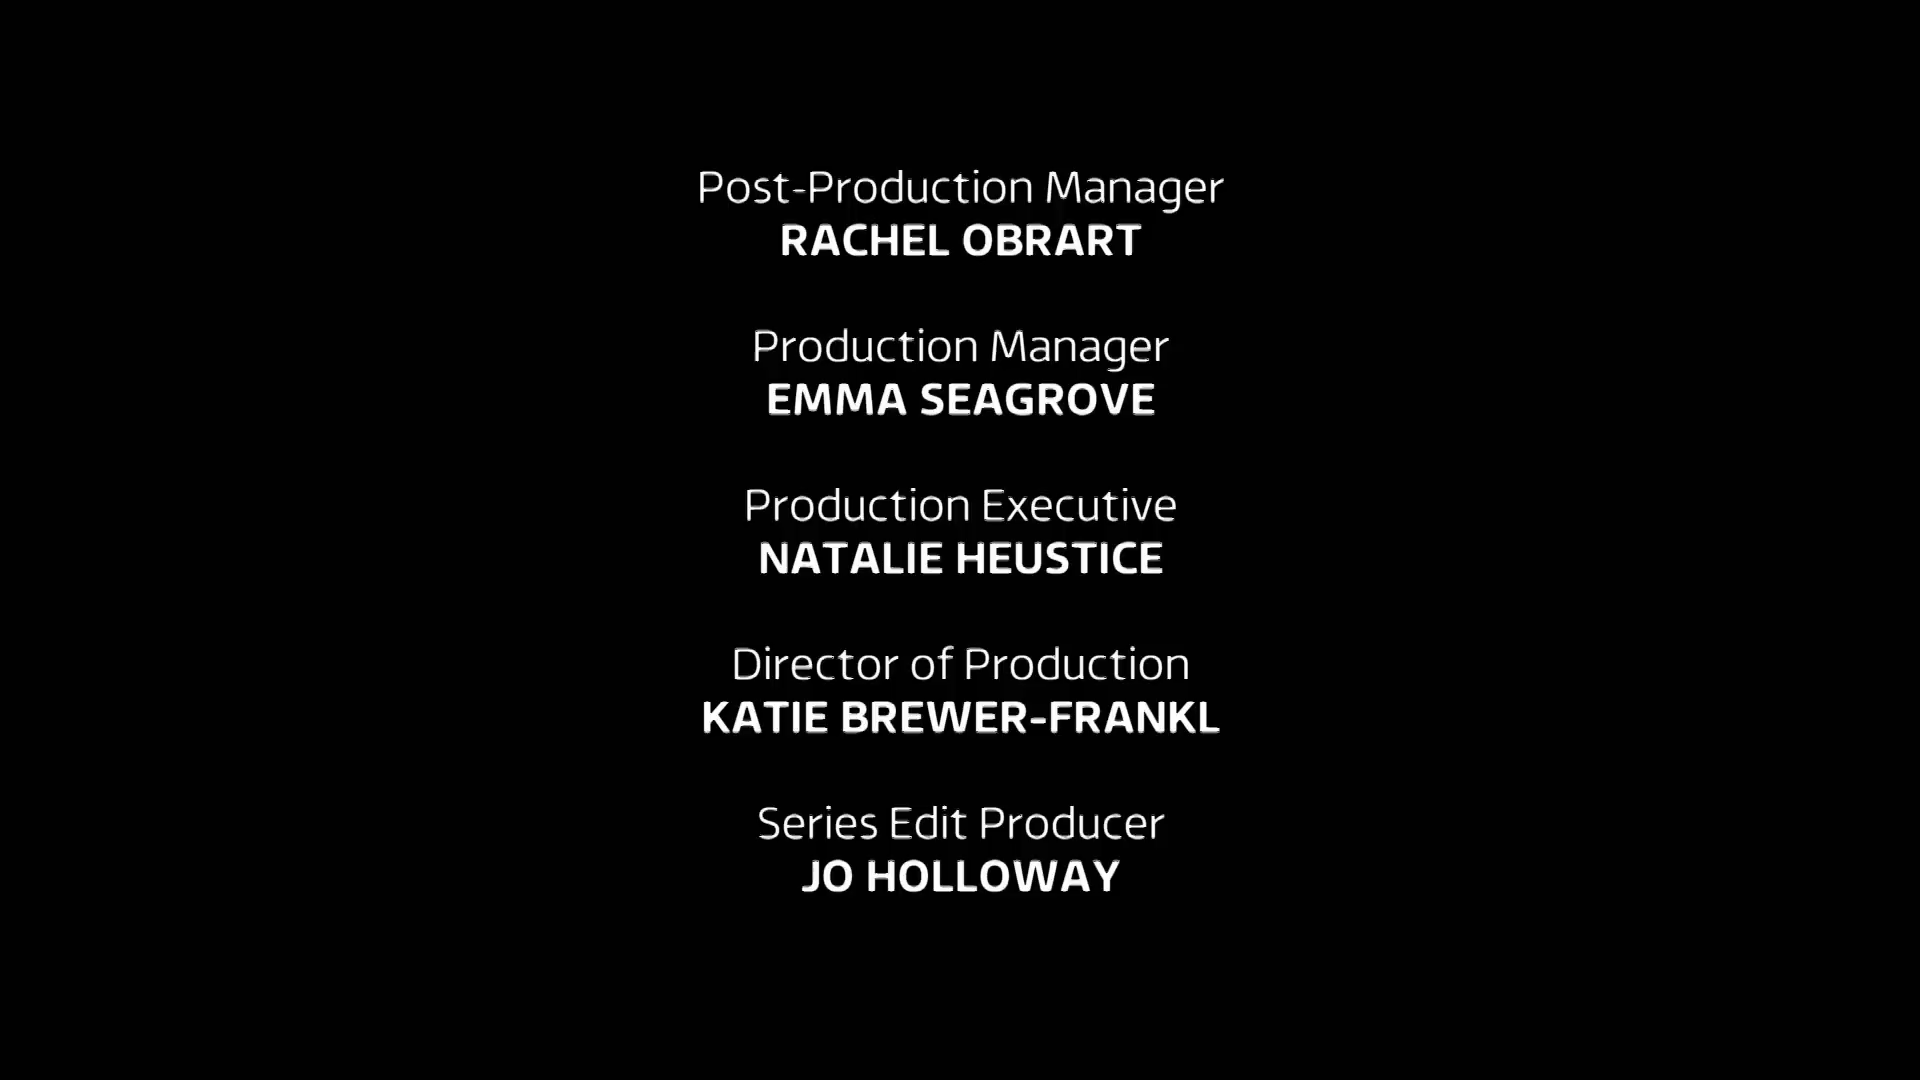 Post-Production Manager
RACHEL OBRART
Production Manager
EMMA SEAGROVE
Production Executive
NATALIE HEUSTICE
Director of Production
KATIE BREWER-FRANKL
Series Edit Producer
JO HOLLOWAY